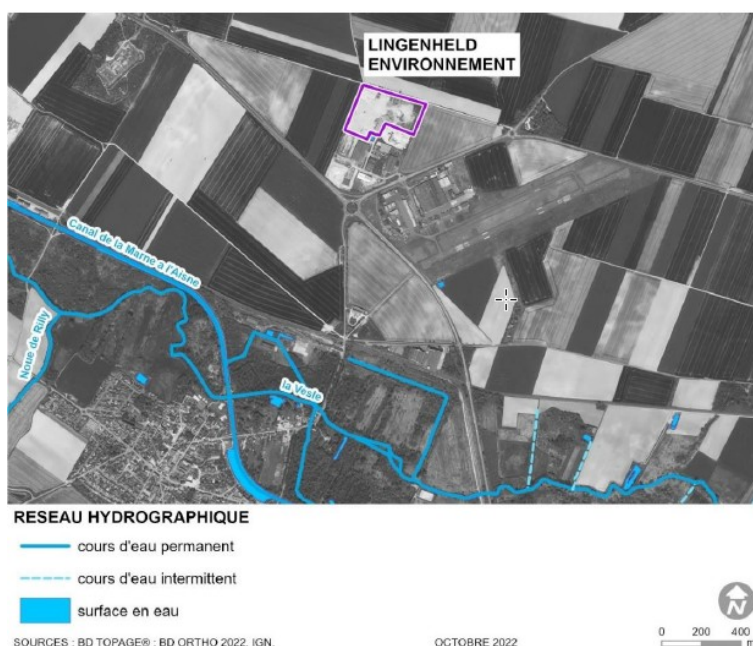 LINGENHELD
ENVIRONNEMENT
Canal de la Marne à l'Aisne
Noue de Rilly
la Vesle
RESEAU HYDROGRAPHIQUE
cours d'eau permanent
cours d'eau intermittent
surface en eau
N
SOURCES : BD TOPAGE® ; BD ORTHO 2022, IGN. OCTOBRE 2022
0 200 400
m